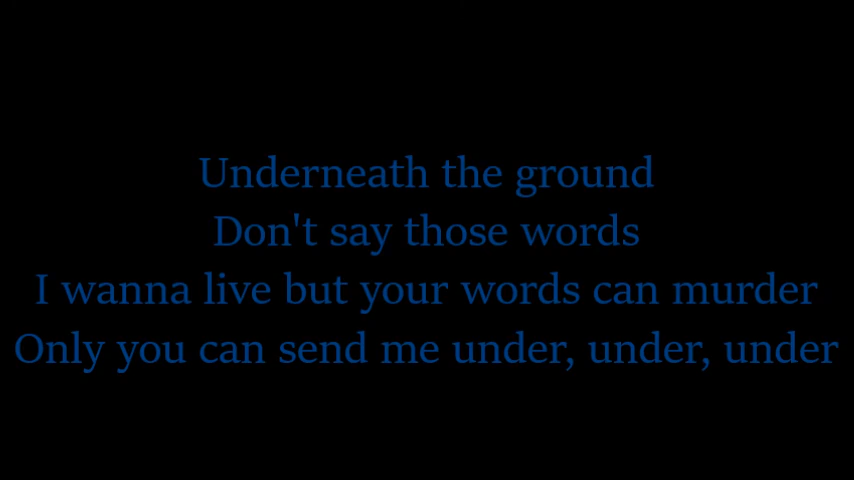 Underneath the ground
Don't say those words
I wanna live but your words can murder
Only you can send me under, under, under